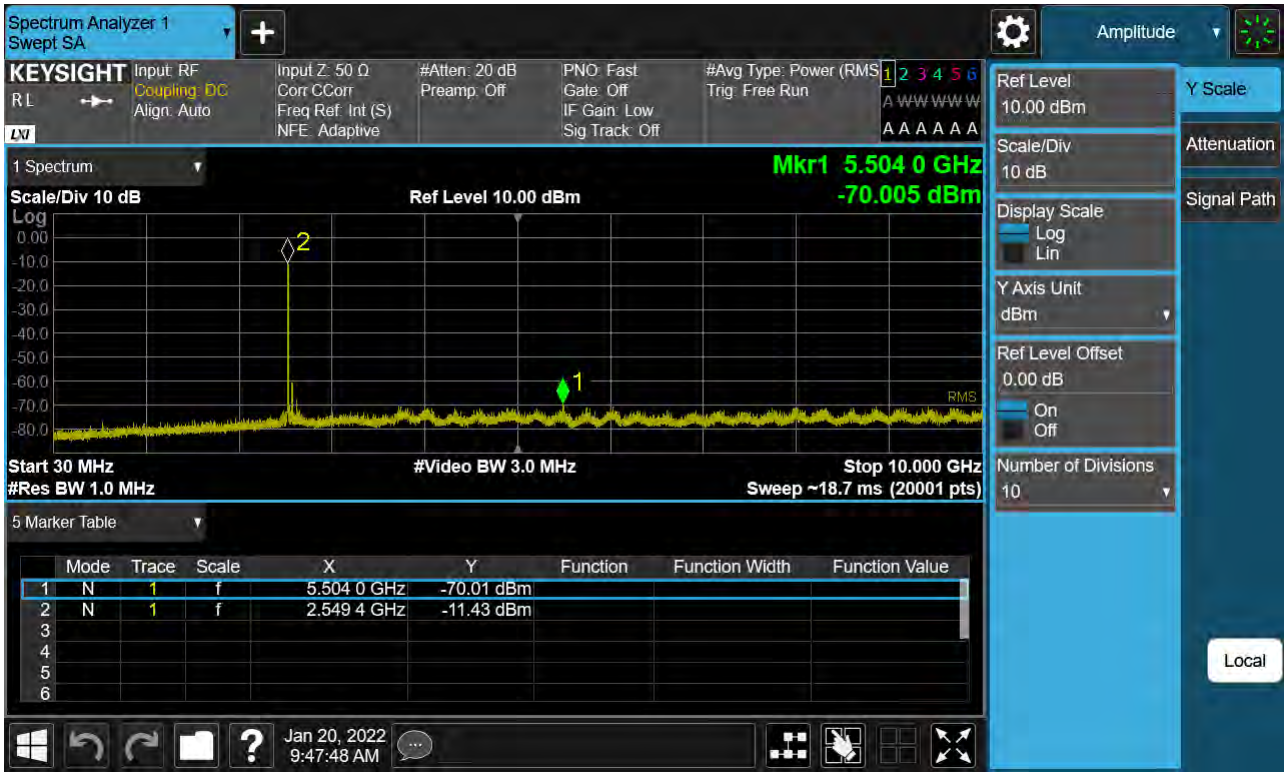 Spectrum Analyzer 1
Swept SA
+
Amplitude
KEYSIGHT
RL
LXI
Input: RF
Coupling: DC
Align: Auto
Input Z: 50 Ω
Corr CCorr
Freq Ref: Int (S)
NFE: Adaptive
#Atten: 20 dB
Preamp: Off
PNO: Fast
Gate: Off
IF Gain: Low
Sig Track: Off
#Avg Type: Power (RMS
Trig: Free Run
1 2 3 4 5 6
A W W W W W
A A A A A A
1 Spectrum
Mkr1 5.504 0 GHz
-70.005 dBm
Scale/Div 10 dB
Ref Level 10.00 dBm
Log
0.00
-10.0
-20.0
-30.0
-40.0
-50.0
-60.0
-70.0
-80.0
2
1
RMS
Start 30 MHz
#Video BW 3.0 MHz
Stop 10.000 GHz
#Res BW 1.0 MHz
Sweep ~18.7 ms (20001 pts)
5 Marker Table
Mode Trace Scale X Y Function Function Width Function Value
1 N 1 f 5.504 0 GHz -70.01 dBm
2 N 1 f 2.549 4 GHz -11.43 dBm
3
4
5
6
Ref Level
10.00 dBm
Scale/Div
10 dB
Display Scale
Log
Lin
Y Axis Unit
dBm
Ref Level Offset
0.00 dB
On
Off
Number of Divisions
10
Y Scale
Attenuation
Signal Path
Local
?
Jan 20, 2022
9:47:48 AM